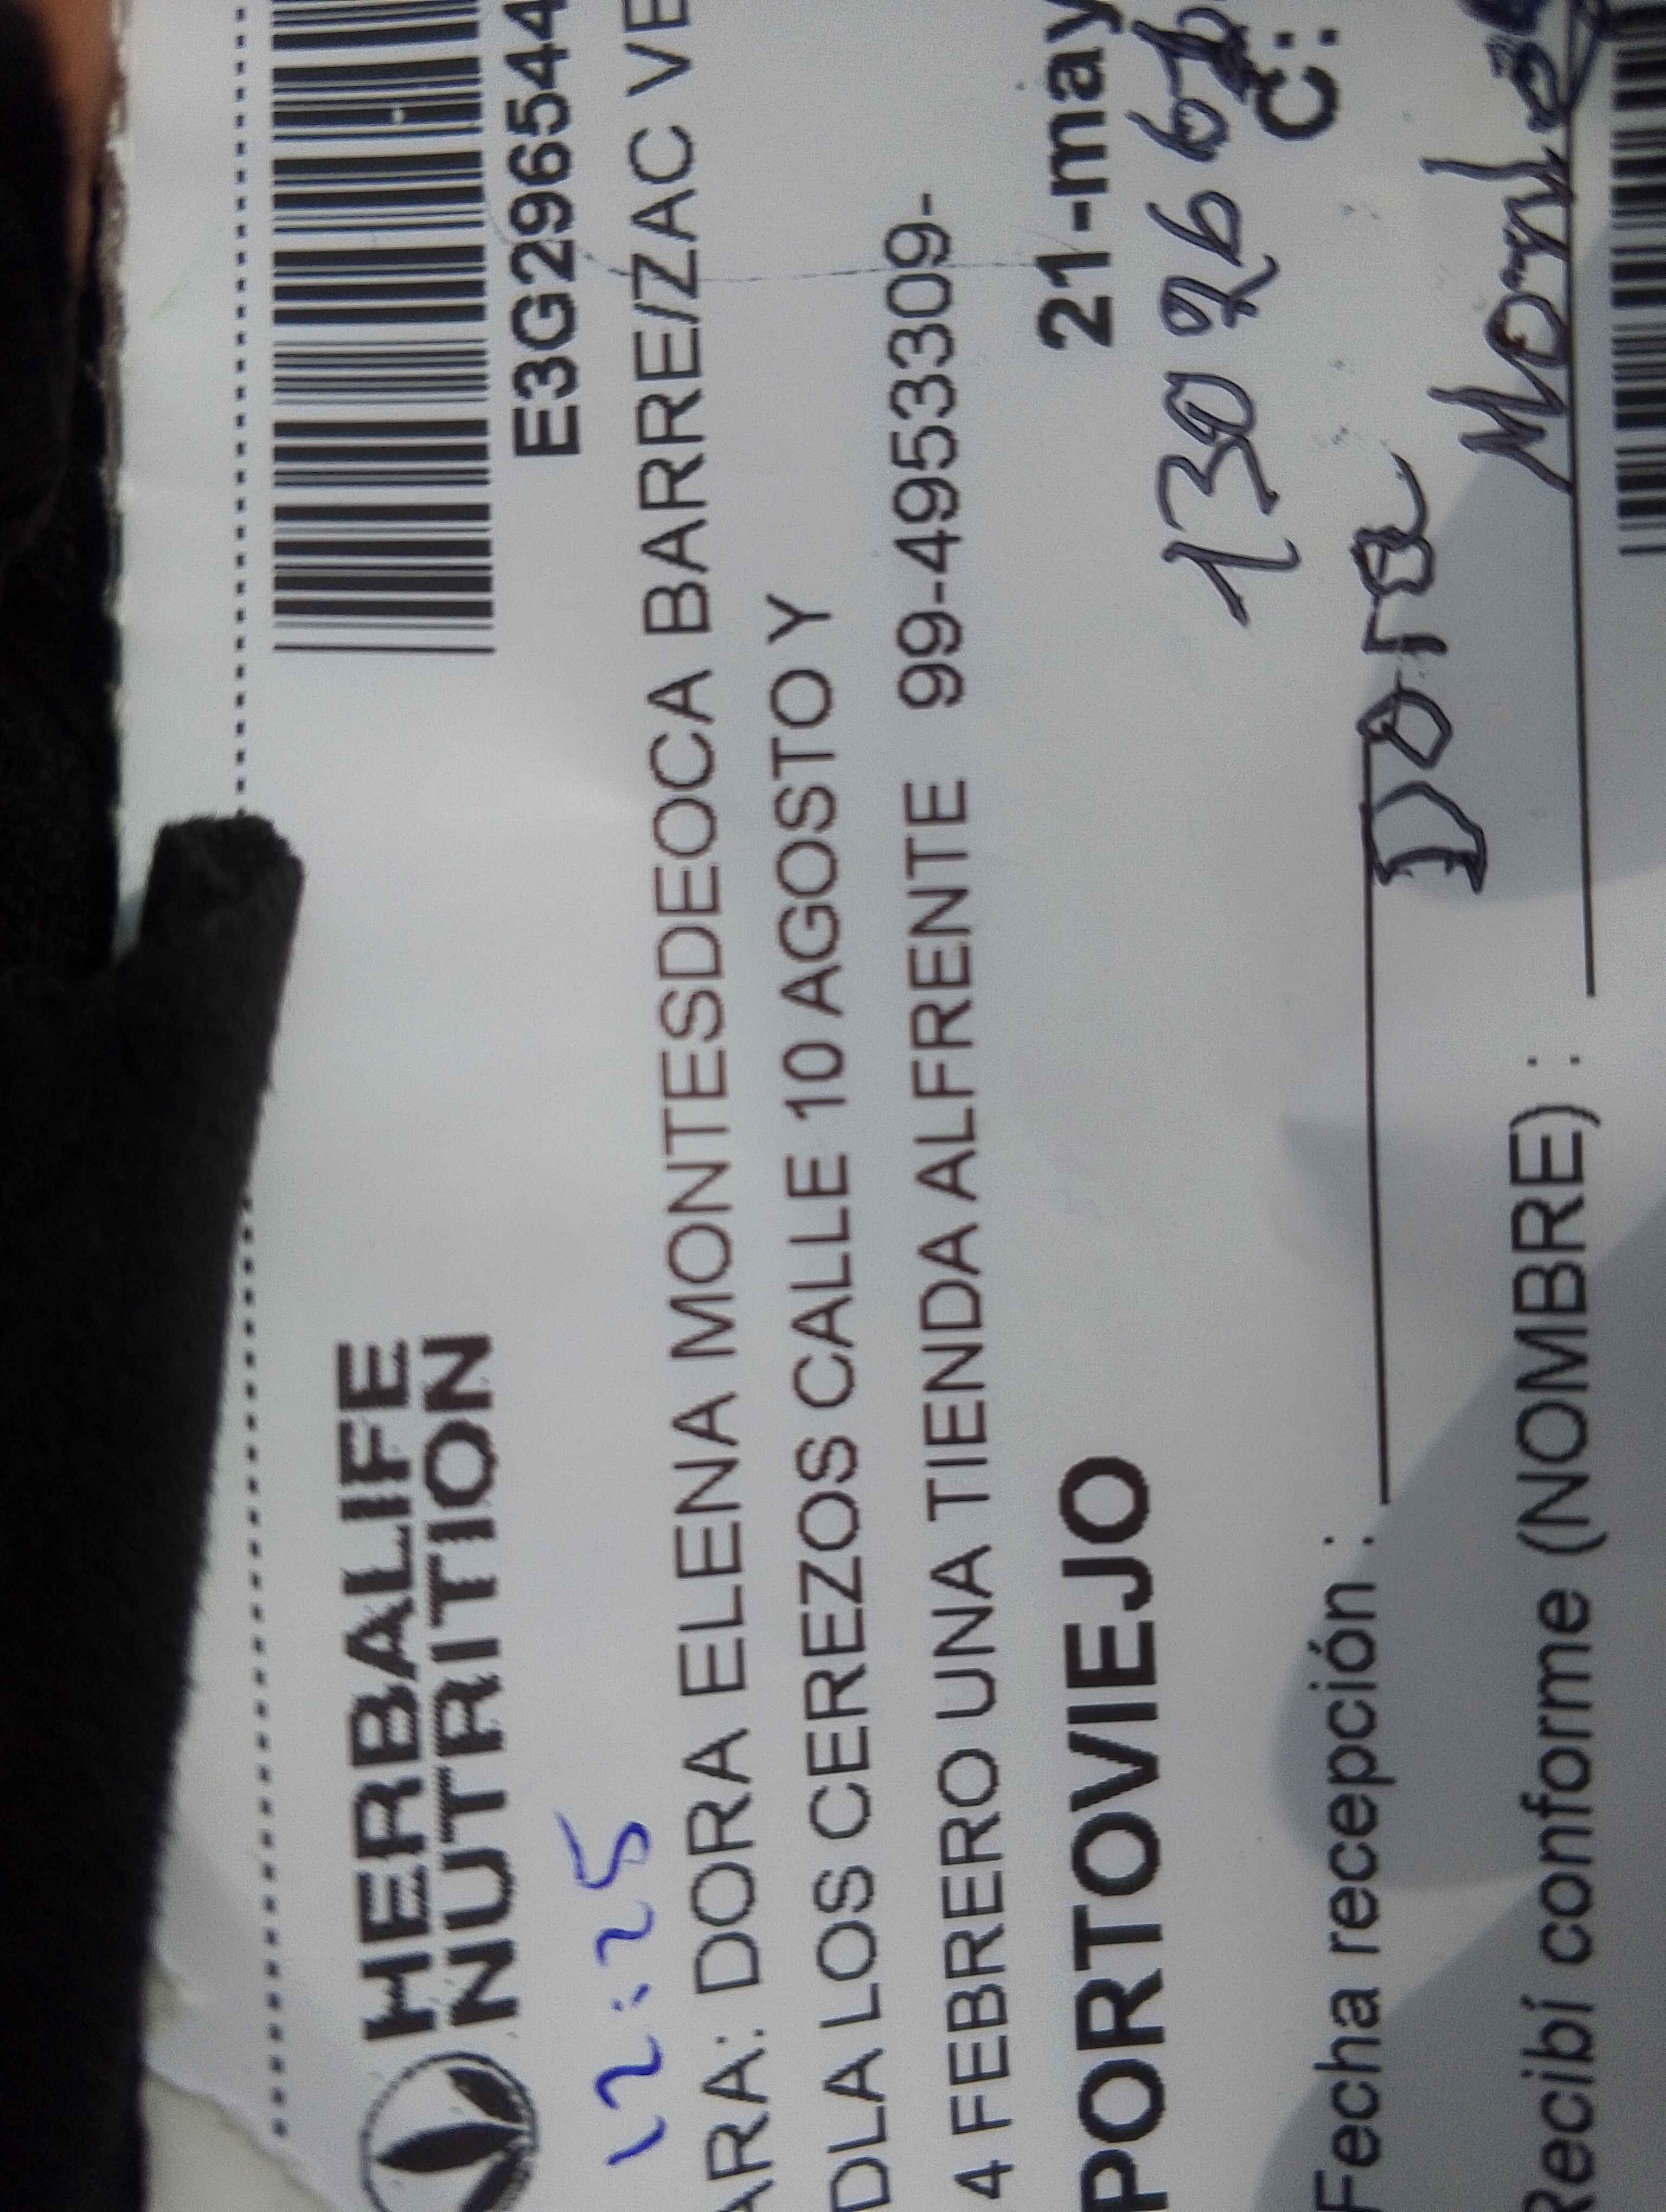 HERBALIFE
NUTRITION
E3G296544
12:25
ARA: DORA ELENA MONTESDEOCA BARRE/ZAC VE
DLA LOS CEREZOS CALLE 10 AGOSTO Y
4 FEBRERO UNA TIENDA ALFRENTE 99-4953309-
PORTOVIEJO 21-may
C:
Fecha recepción :
Dora
Recibí conforme (NOMBRE) :